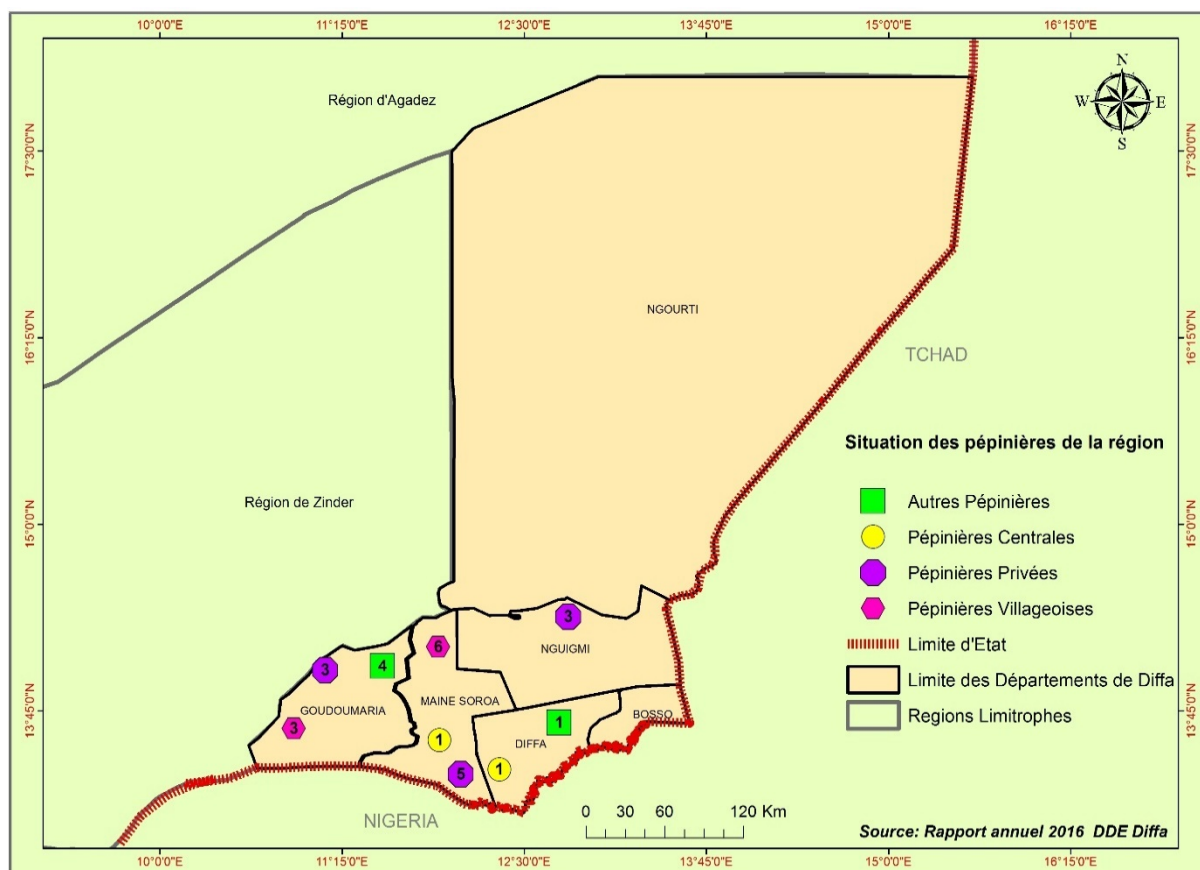 10°0'0"E
11°15'0"E
12°30'0"E
13°45'0"E
15°0'0"E
16°15'0"E
N
W
E
S
Région d'Agadez
17°30'0"N
17°30'0"N
NGOURTI
16°15'0"N
16°15'0"N
TCHAD
Situation des pépinières de la région
Région de Zinder
Autres Pépinières
15°0'0"N
15°0'0"N
Pépinières Centrales
Pépinières Privées
Pépinières Villageoises
Limite d'Etat
Limite des Départements de Diffa
Regions Limitrophes
3
6
NGUIGMI
3
4
MAINE SOROA
GOUDOUMARIA
BOSSO
13°45'0"N
13°45'0"N
3
1
1
DIFFA
5
1
NIGERIA
0 30 60 120 Km
Source: Rapport annuel 2016 DDE Diffa
10°0'0"E
11°15'0"E
12°30'0"E
13°45'0"E
15°0'0"E
16°15'0"E